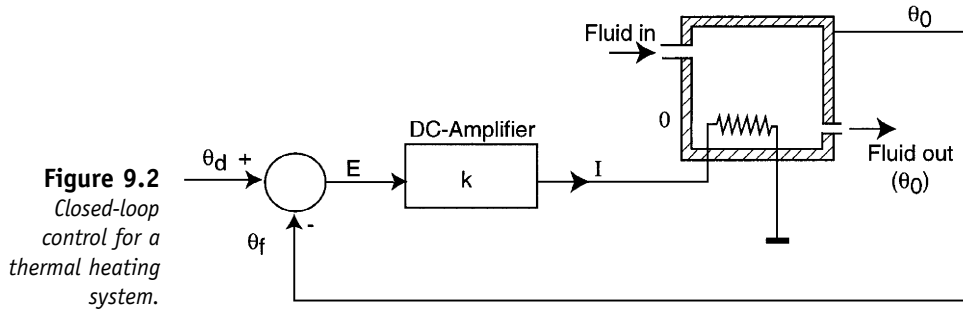 θ0
Fluid in
0
DC-Amplifier
Fluid out
(θ0)
θd +
E
k
I
θf
-
Figure 9.2
Closed-loop
control for a
thermal heating
system.